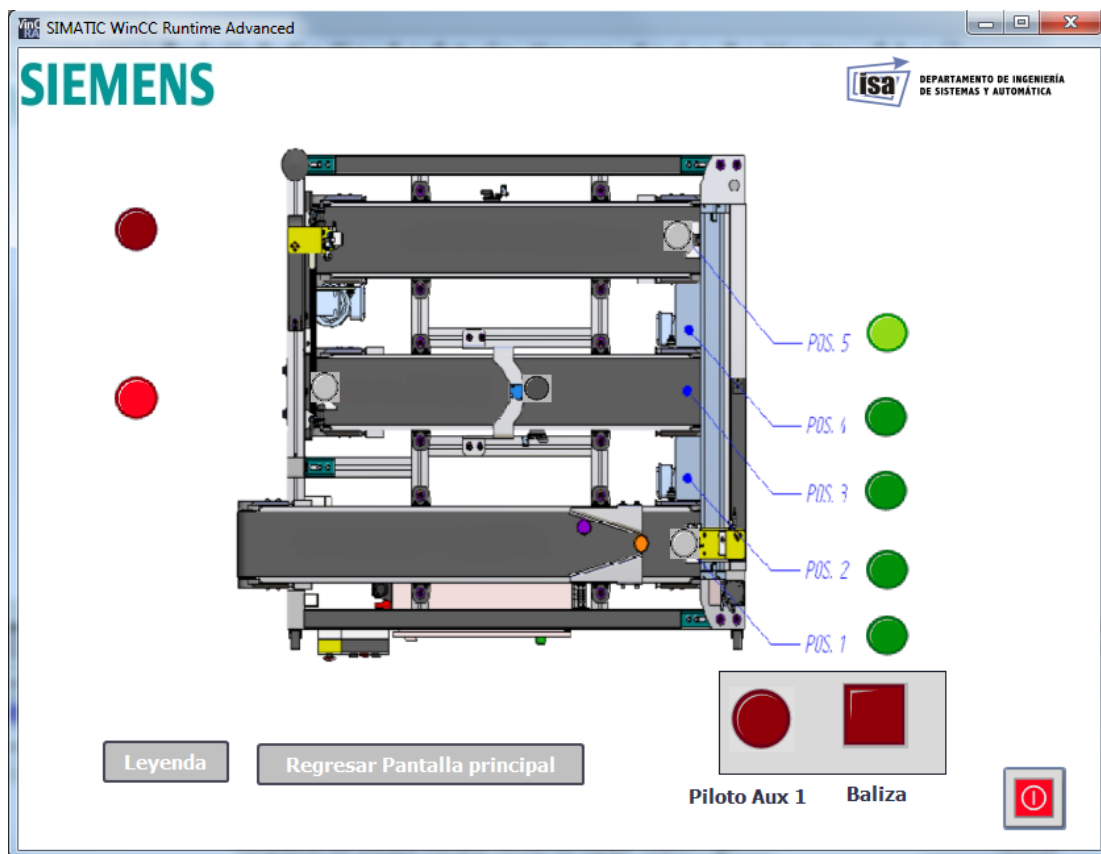 SIMATIC WinCC Runtime Advanced
SIEMENS
isa
DEPARTAMENTO DE INGENIERÍA
DE SISTEMAS Y AUTOMÁTICA
POS. 5
POS. 4
POS. 3
POS. 2
POS. 1
Leyenda
Regresar Pantalla principal
Piloto Aux 1
Baliza